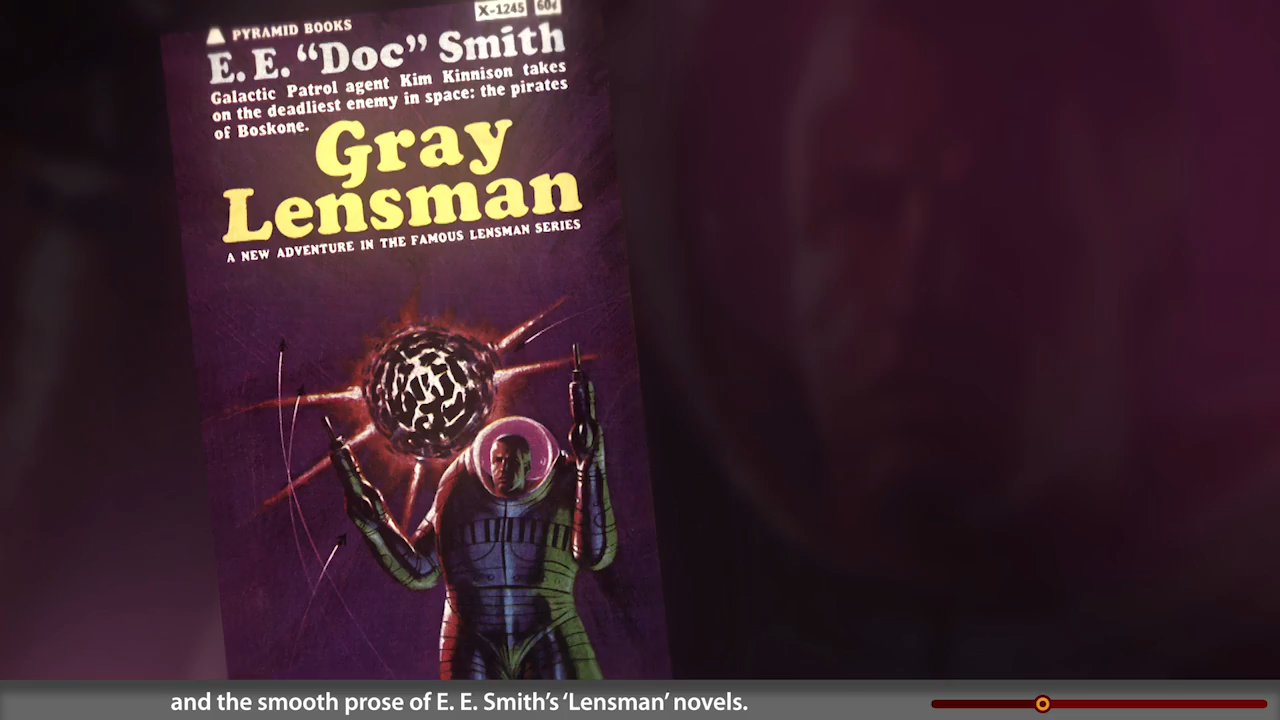 PYRAMID BOOKS
X-1245 60¢
E. E. “Doc” Smith
Galactic Patrol agent Kim Kinnison takes
on the deadliest enemy in space: the pirates
of Boskone.
Gray
Lensman
A NEW ADVENTURE IN THE FAMOUS LENSMAN SERIES
and the smooth prose of E. E. Smith’s ‘Lensman’ novels.